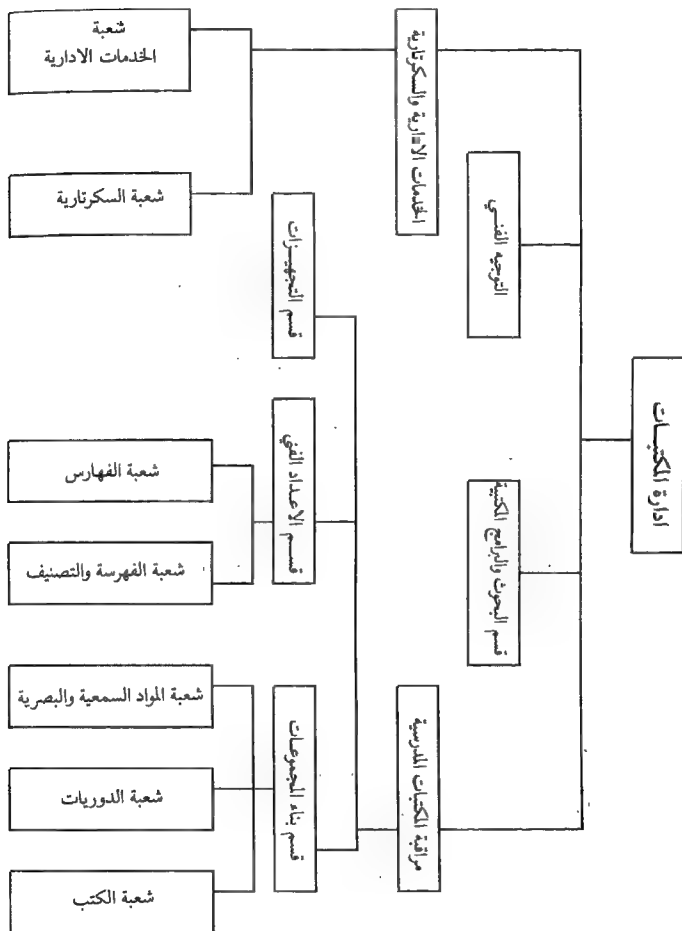 ادارة المكتبات
التوجيه الفني
قسم البحوث والبرامج المكتبية
الخدمات الادارية والسكرتارية
مراقبة المكتبات المدرسية
قسم التجهيزات
قسم الاعداد الفني
قسم بناء المجموعات
شعبة
الخدمات الادارية
شعبة السكرتارية
شعبة الفهارس
شعبة الفهرسة والتصنيف
شعبة المواد السمعية والبصرية
شعبة الدوريات
شعبة الكتب